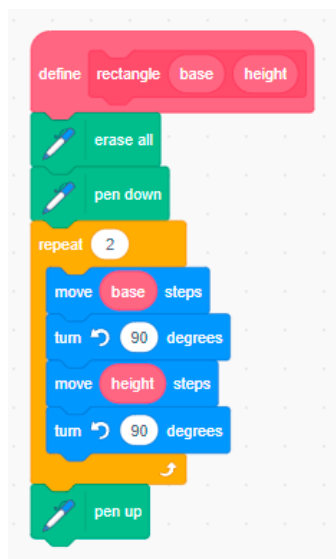 define rectangle base height
erase all
pen down
repeat 2
move base steps
turn 90 degrees
move height steps
turn 90 degrees
pen up